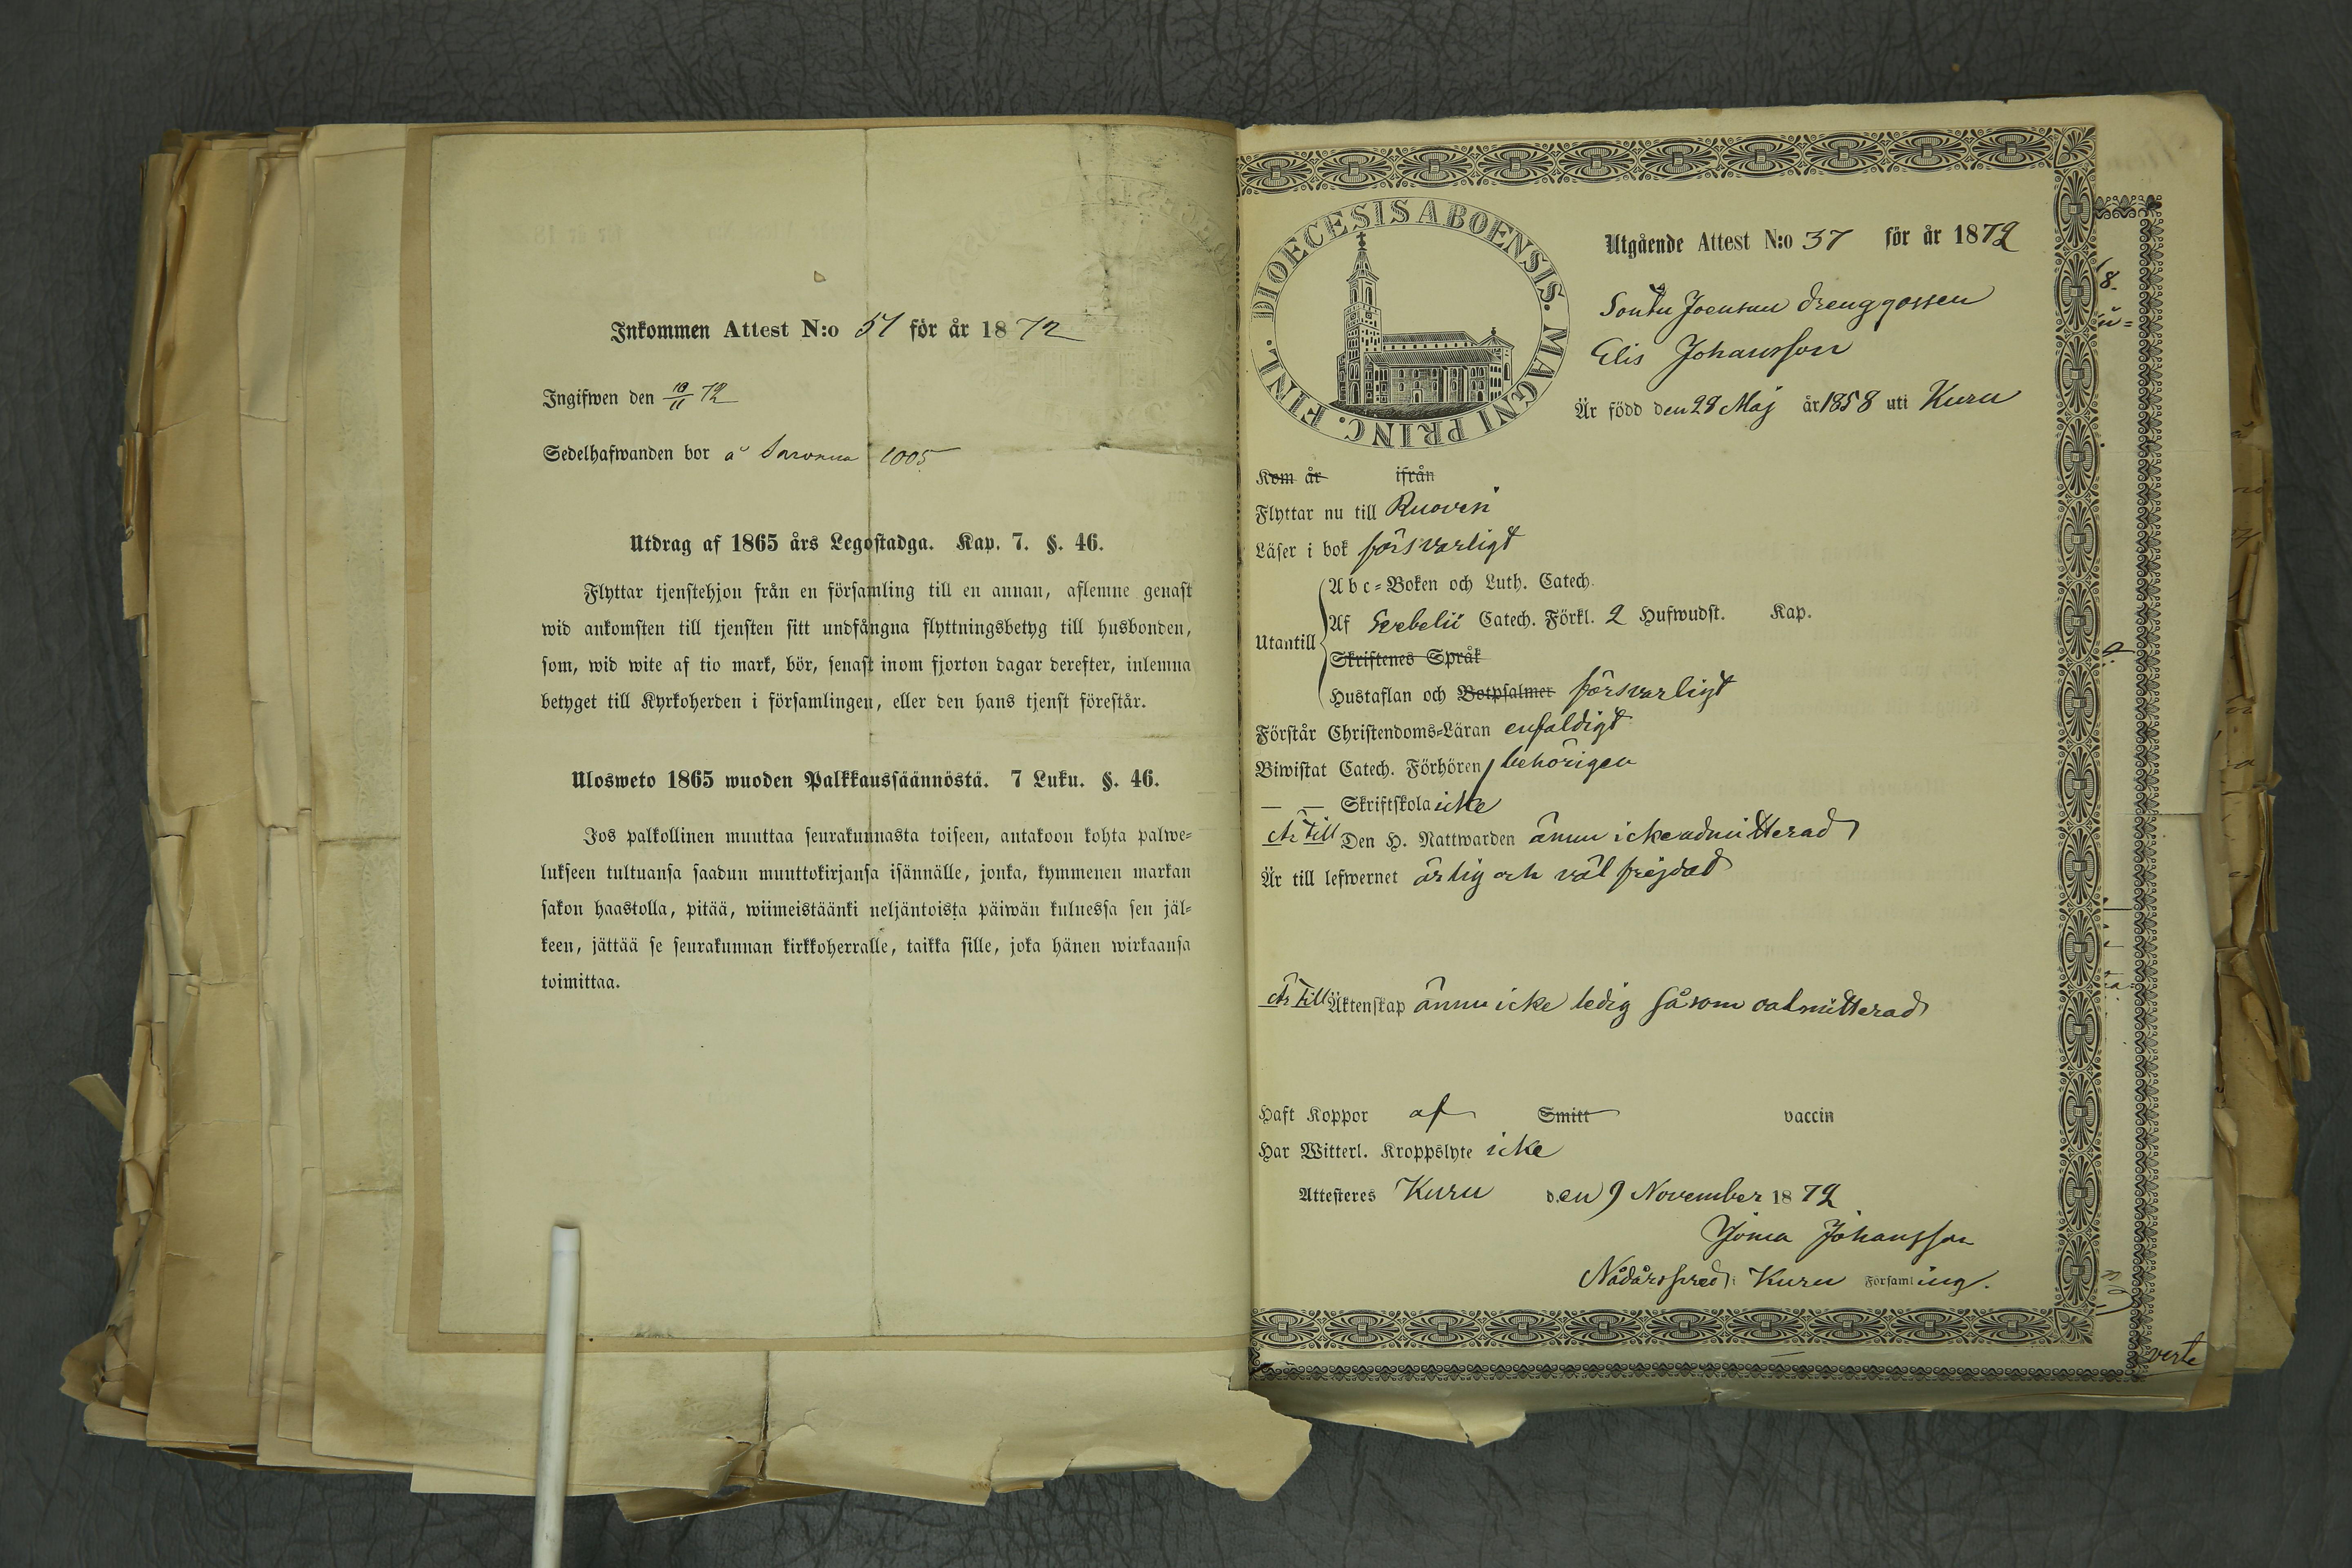 Inkommen Attest N:o 51 för år 1872
Ingifwen den 10/11 72
Sedelhafwanden bor å 1005
Utdrag af 1865 års Legostadga. Kap. 7. §. 46.
Flyttar tjenstehjon från en församling till en annan, aflemne genast
wid ankomsten till tjensten sitt undfångna flyttningsbetyg till husbonden,
som, wid wite af tio mark, bör, senast inom fjorton dagar derefter, inlemna
betyget till Kyrkoherden i församlingen, eller den hans tjenst förestår.
Ulosweto 1865 wuoden Palkkaussäännöstä. 7 Luku. §. 46.
Jos palkollinen muuttaa seurakunnasta toiseen, antakoon kohta palwe-
lukseen tultuansa saadun muuttokirjansa isännälle, jonka, kymmenen markan
sakon haastolla, pitää, wiimeistäänki neljäntoista päiwän kuluessa sen jäl-
keen, jättää se seurakunnan kirkkoherralle, taikka sille, joka hänen wirkaansa
toimittaa.
DIOECESIS ABOENSIS. MAGNI PRINC. FINL.
Utgående Attest N:o 37 för år 1872
drenggossen
Elis Johansson
Är född den 28 Maj år 1858 uti Kuru
Kom år ifrån
Flyttar nu till Ruovesi
Läser i bok försvarligt
Abc-Boken och Luth. Catech.
Utantill
Af Svebelii Catech. Förkl. 2 Hufwudst. Kap.
Skriftenes Språk
Hustaflan och Botpsalmer försvarligt
Förstår Christendoms-Läran enfaldigt
Biwistat Catech. Förhören behörigen
— — Skriftskola icke
Är till Den H. Nattwarden ännu icke admitterad
Är till lefwernet ärlig och väl frejdad
Är till Äktenskap ännu icke ledig såsom oadmitterad
Haft Koppor af Smitt vaccin
Har Witterl. Kroppslyte icke
Attesteras Kuru den 9 November 1872
Johansson
Nådårspred. i Kuru Församling.
verte